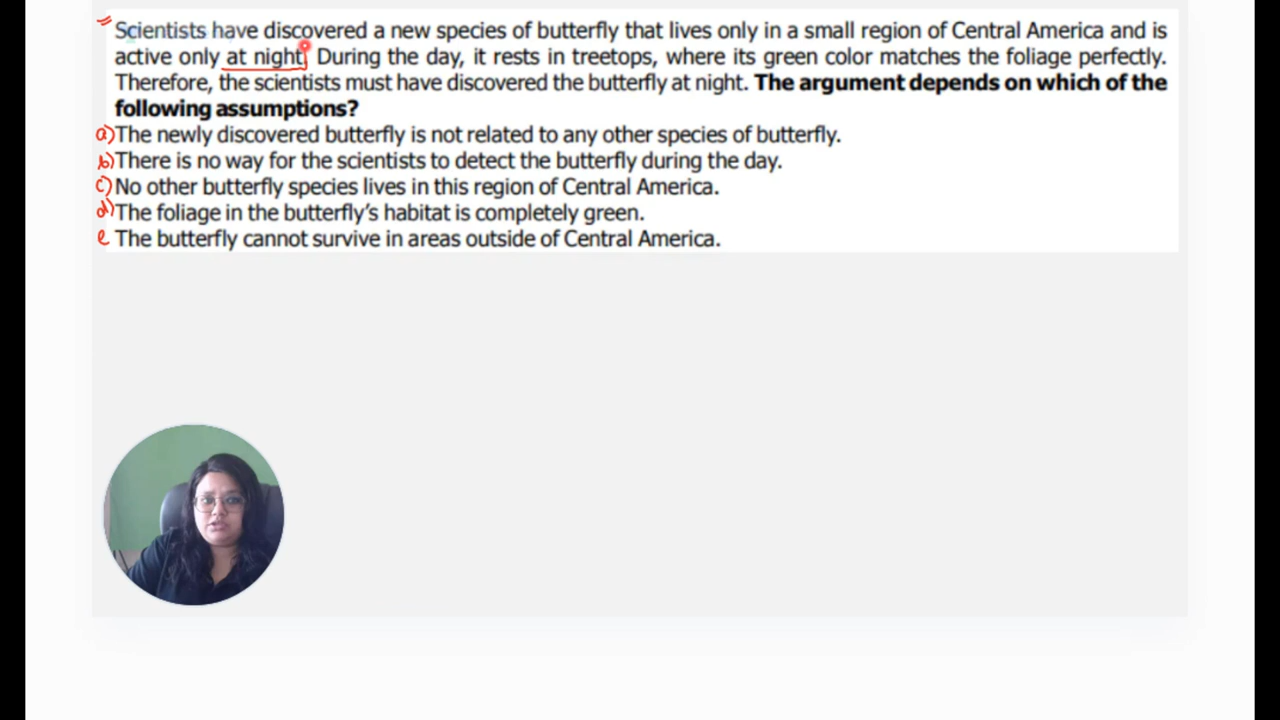 Scientists have discovered a new species of butterfly that lives only in a small region of Central America and is
active only at night. During the day, it rests in treetops, where its green color matches the foliage perfectly.
Therefore, the scientists must have discovered the butterfly at night. The argument depends on which of the
following assumptions?
a) The newly discovered butterfly is not related to any other species of butterfly.
b) There is no way for the scientists to detect the butterfly during the day.
c) No other butterfly species lives in this region of Central America.
d) The foliage in the butterfly's habitat is completely green.
e The butterfly cannot survive in areas outside of Central America.